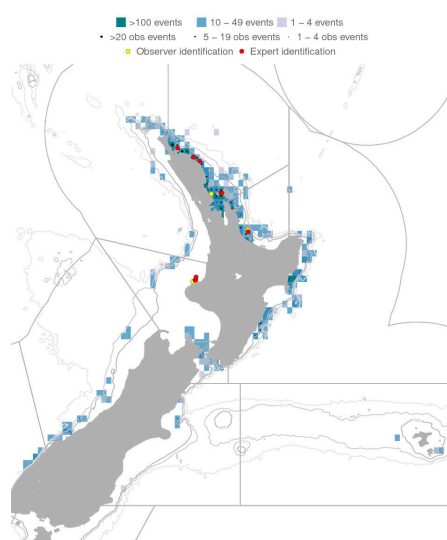 >100 events 10 − 49 events 1 − 4 events
>20 obs events 5 − 19 obs events 1 − 4 obs events
Observer identification Expert identification